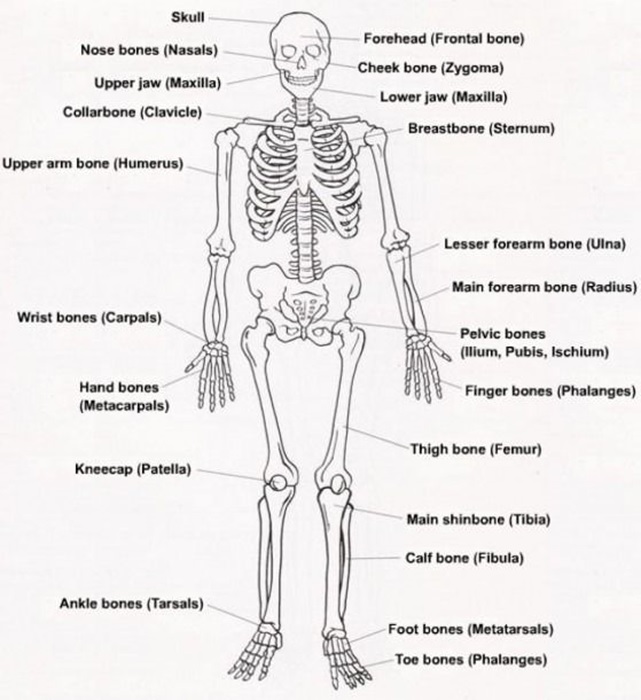 Skull
Forehead (Frontal bone)
Nose bones (Nasals)
Cheek bone (Zygoma)
Upper jaw (Maxilla)
Lower jaw (Maxilla)
Collarbone (Clavicle)
Breastbone (Sternum)
Upper arm bone (Humerus)
Lesser forearm bone (Ulna)
Main forearm bone (Radius)
Wrist bones (Carpals)
Pelvic bones
(Ilium, Pubis, Ischium)
Hand bones
(Metacarpals)
Finger bones (Phalanges)
Thigh bone (Femur)
Kneecap (Patella)
Main shinbone (Tibia)
Calf bone (Fibula)
Ankle bones (Tarsals)
Foot bones (Metatarsals)
Toe bones (Phalanges)